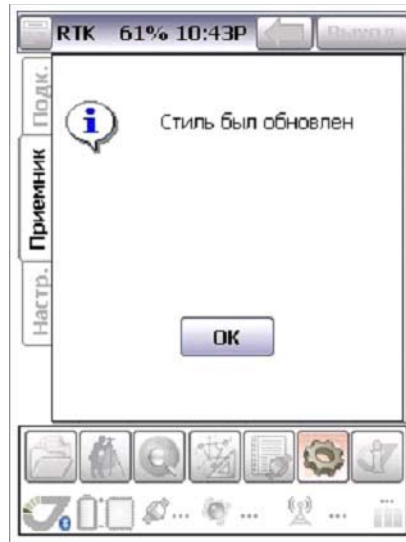 RTK 61% 10:43P Выход
Подк.
Стиль был обновлен
Приемник
Настр.
OK
... ... ...